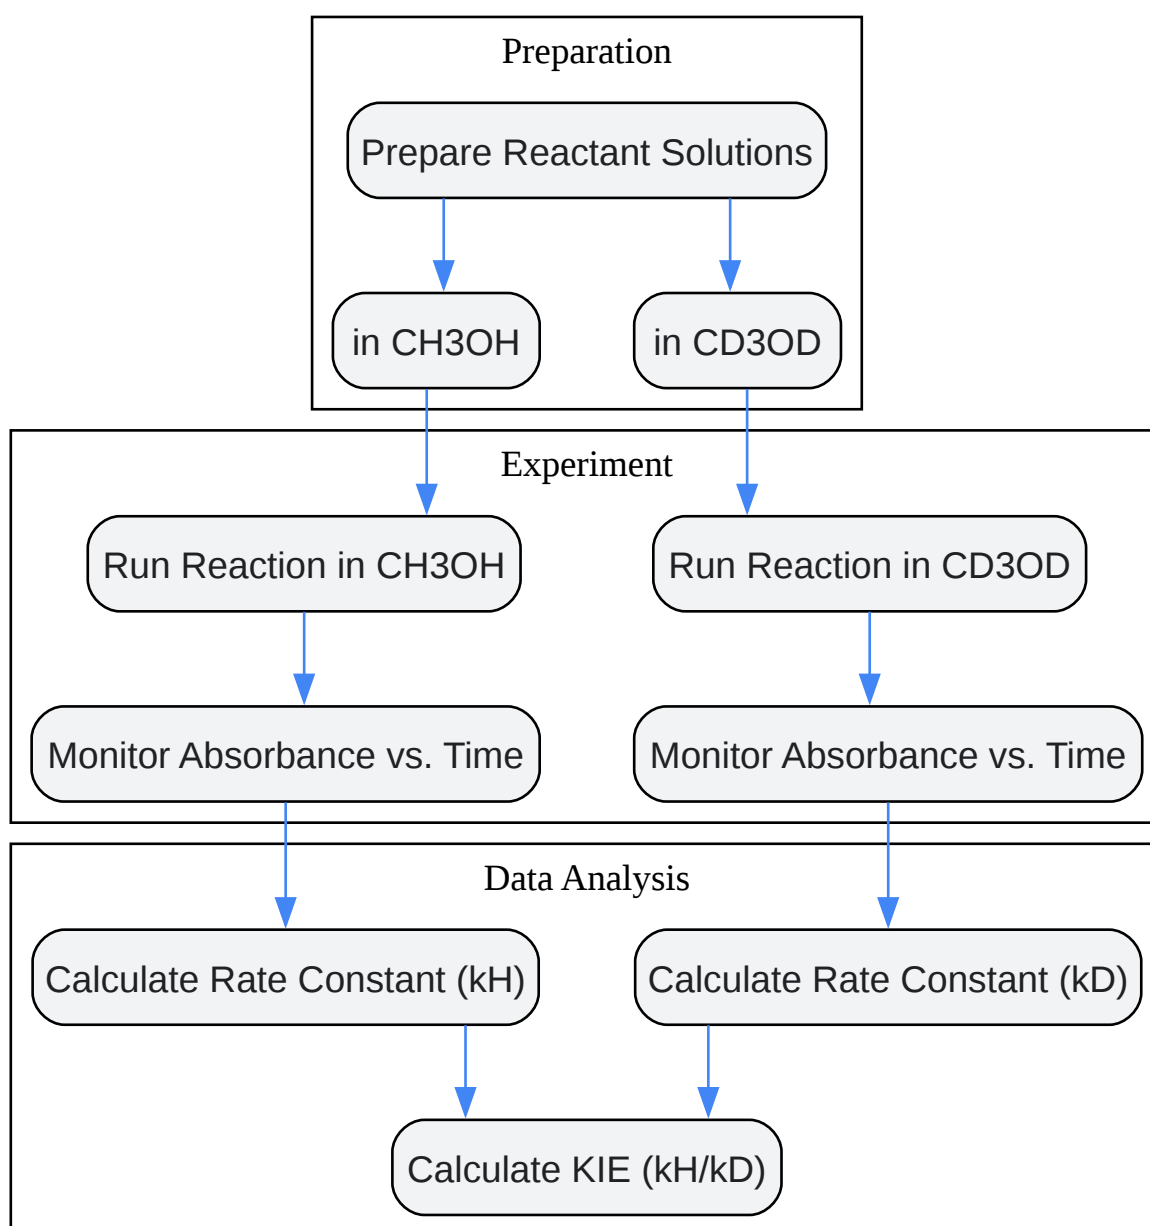 Preparation
Prepare Reactant Solutions
in CH3OH
in CD3OD
Experiment
Run Reaction in CH3OH
Run Reaction in CD3OD
Monitor Absorbance vs. Time
Monitor Absorbance vs. Time
Data Analysis
Calculate Rate Constant (kH)
Calculate Rate Constant (kD)
Calculate KIE (kH/kD)